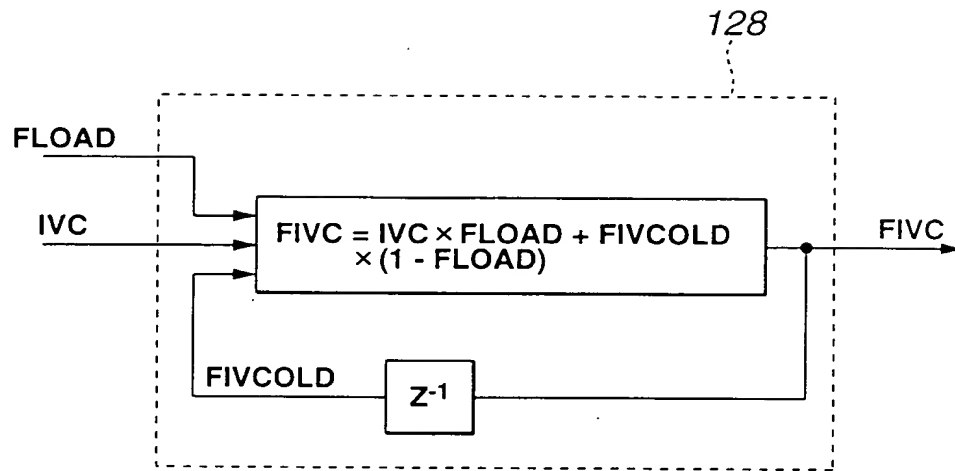 128
FLOAD
IVC
FIVC = IVC × FLOAD + FIVCOLD
× (1 - FLOAD)
FIVC
FIVCOLD
Z-1